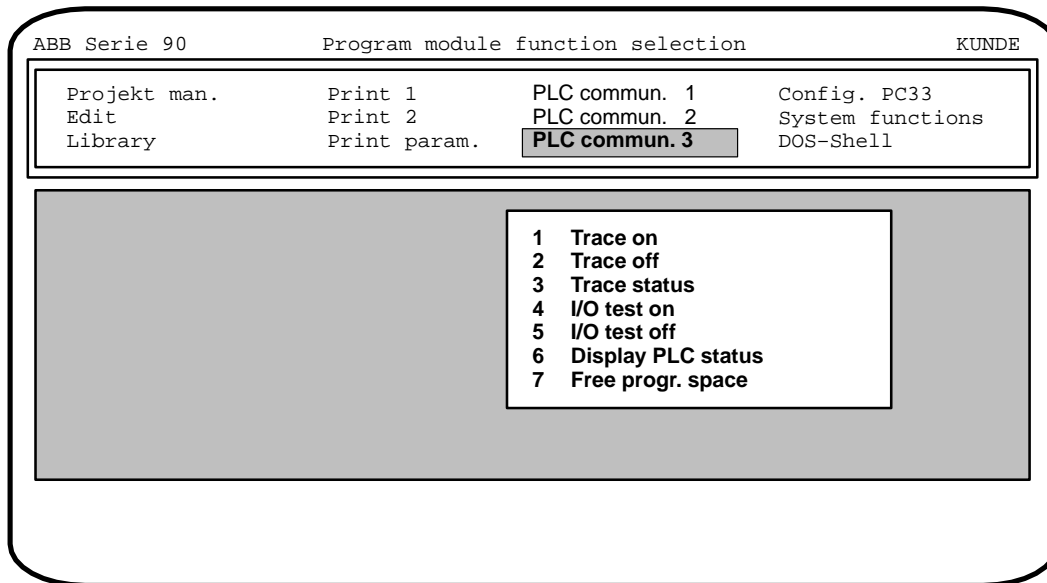 ABB Serie 90 Program module function selection KUNDE
Projekt man. Print 1 PLC commun. 1 Config. PC33
Edit Print 2 PLC commun. 2 System functions
Library Print param. PLC commun. 3 DOS–Shell
1 Trace on
2 Trace off
3 Trace status
4 I/O test on
5 I/O test off
6 Display PLC status
7 Free progr. space